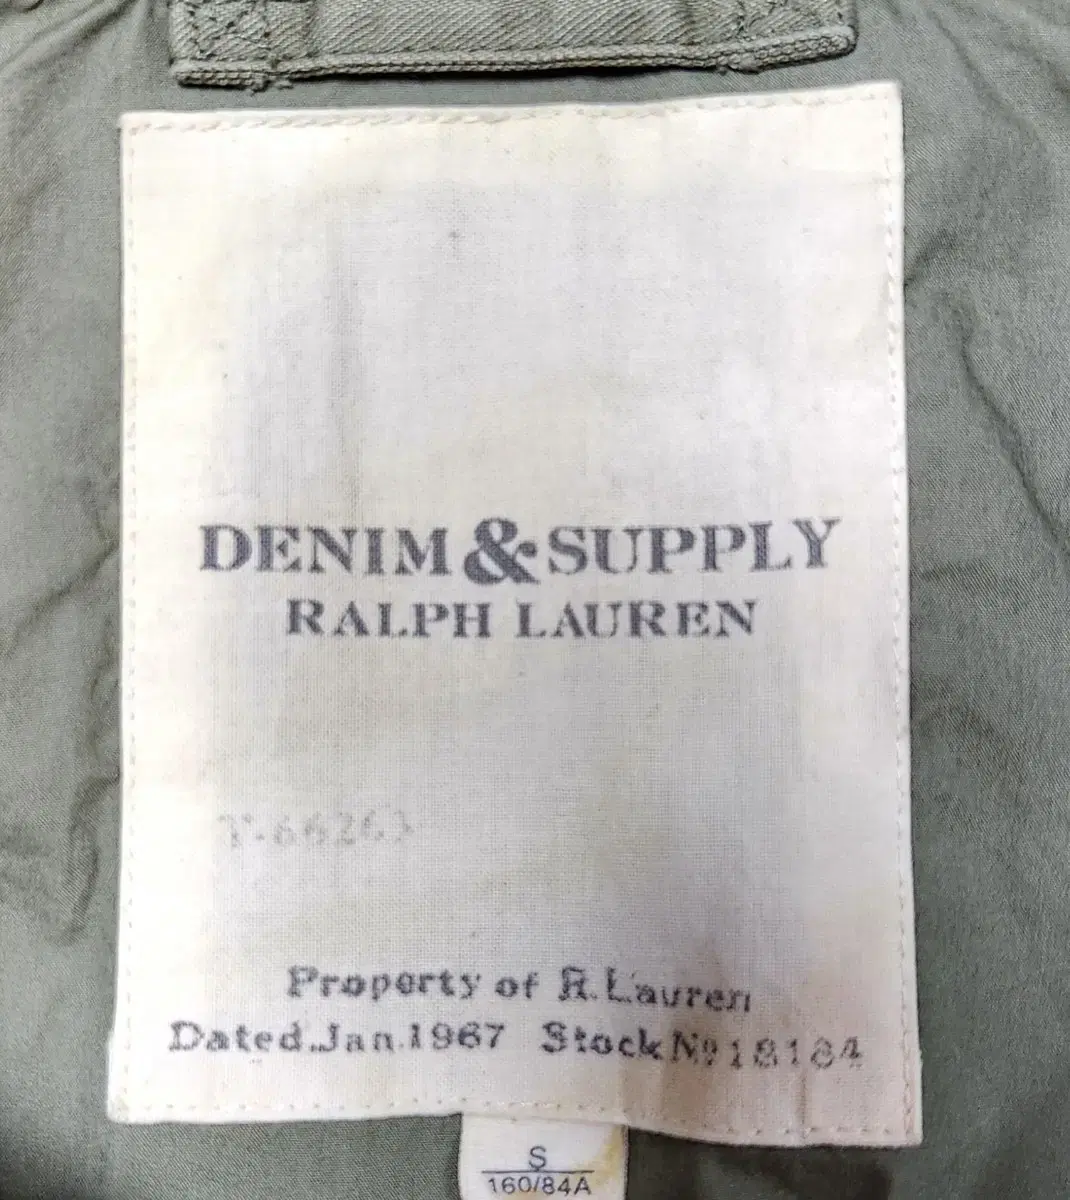 DENIM & SUPPLY
RALPH LAUREN
Property of R. Lauren
Dated Jan. 1967 Stock No 18184
S
160/84A